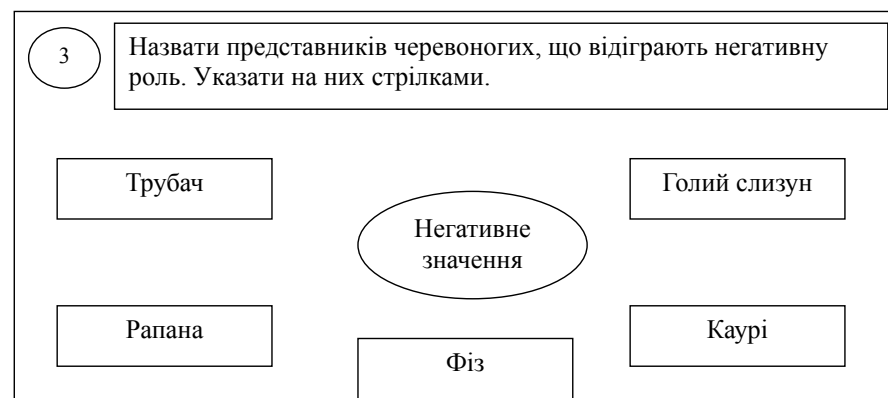 3
Назвати представників черевоногих, що відіграють негативну
роль. Указати на них стрілками.
Трубач
Голий слизун
Негативне
значення
Рапана
Каурі
Фіз